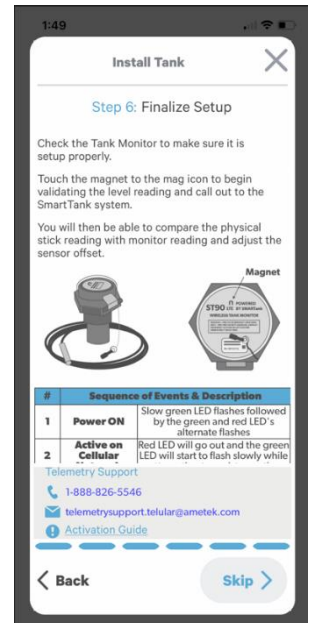 1:49
Install Tank
Step 6: Finalize Setup
Check the Tank Monitor to make sure it is
setup properly.
Touch the magnet to the mag icon to begin
validating the level reading and call out to the
SmartTank system.
You will then be able to compare the physical
stick reading with monitor reading and adjust the
sensor offset.
Magnet
ST90 LTE
POWERED
BY SMARTank
WIRELESS TANK MONITOR
# Sequence of Events & Description
1 Power ON Slow green LED flashes followed
by the green and red LED's
alternate flashes
2 Active on Red LED will go out and the green
Cellular LED will start to flash slowly while
Telemetry Support
1-888-826-5546
telemetrysupport.telular@ametek.com
Activation Guide
Back
Skip